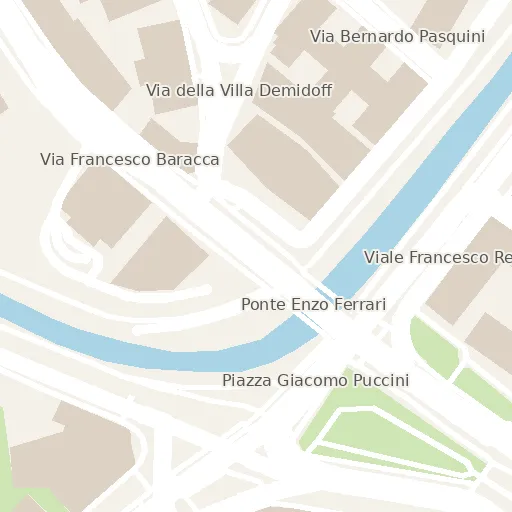 Via Bernardo Pasquini
Via della Villa Demidoff
Via Francesco Baracca
Viale Francesco Re
Ponte Enzo Ferrari
Piazza Giacomo Puccini